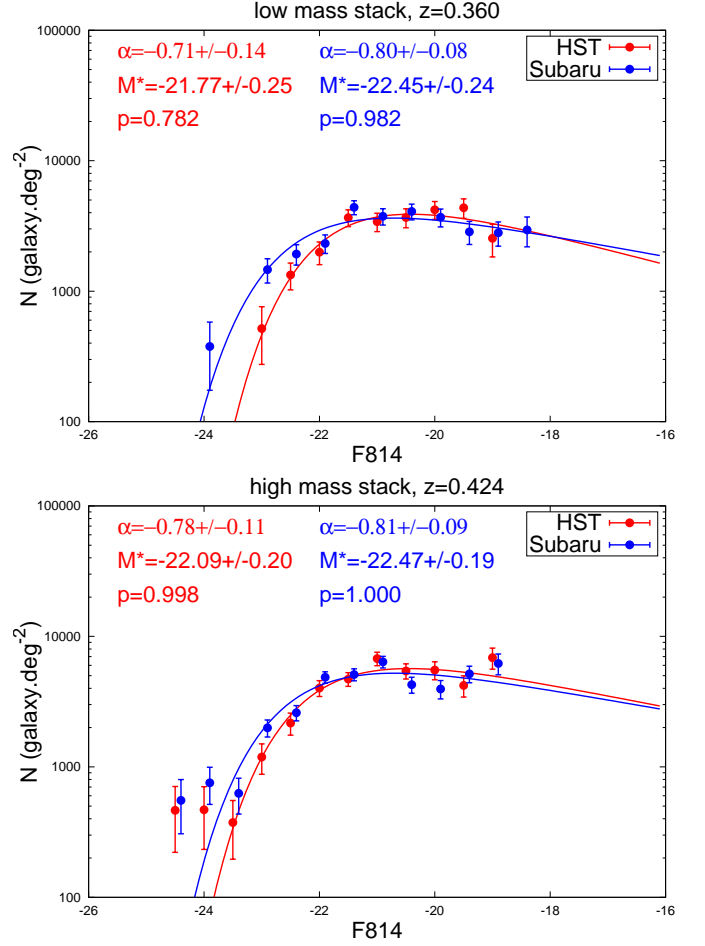 low mass stack, z=0.360
100000
α=−0.71+/−0.14 α=−0.80+/−0.08 HST
M*=-21.77+/-0.25 M*=-22.45+/-0.24 Subaru
p=0.782 p=0.982
10000
N (galaxy.deg-2)
1000
100
-26 -24 -22 -20 -18 -16
F814
high mass stack, z=0.424
100000
α=−0.78+/−0.11 α=−0.81+/−0.09 HST
M*=-22.09+/-0.20 M*=-22.47+/-0.19 Subaru
p=0.998 p=1.000
10000
N (galaxy.deg-2)
1000
100
-26 -24 -22 -20 -18 -16
F814